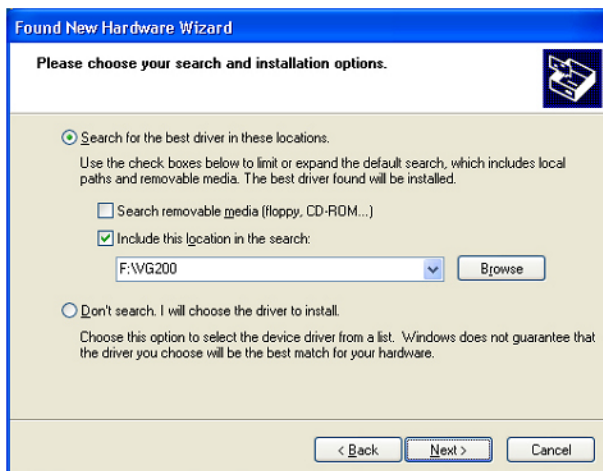 Found New Hardware Wizard
Please choose your search and installation options.
Search for the best driver in these locations.
Use the check boxes below to limit or expand the default search, which includes local
paths and removable media. The best driver found will be installed.
Search removable media (floppy, CD-ROM...)
Include this location in the search:
F:\VG200
Browse
Don't search. I will choose the driver to install.
Choose this option to select the device driver from a list. Windows does not guarantee that
the driver you choose will be the best match for your hardware.
< Back Next > Cancel